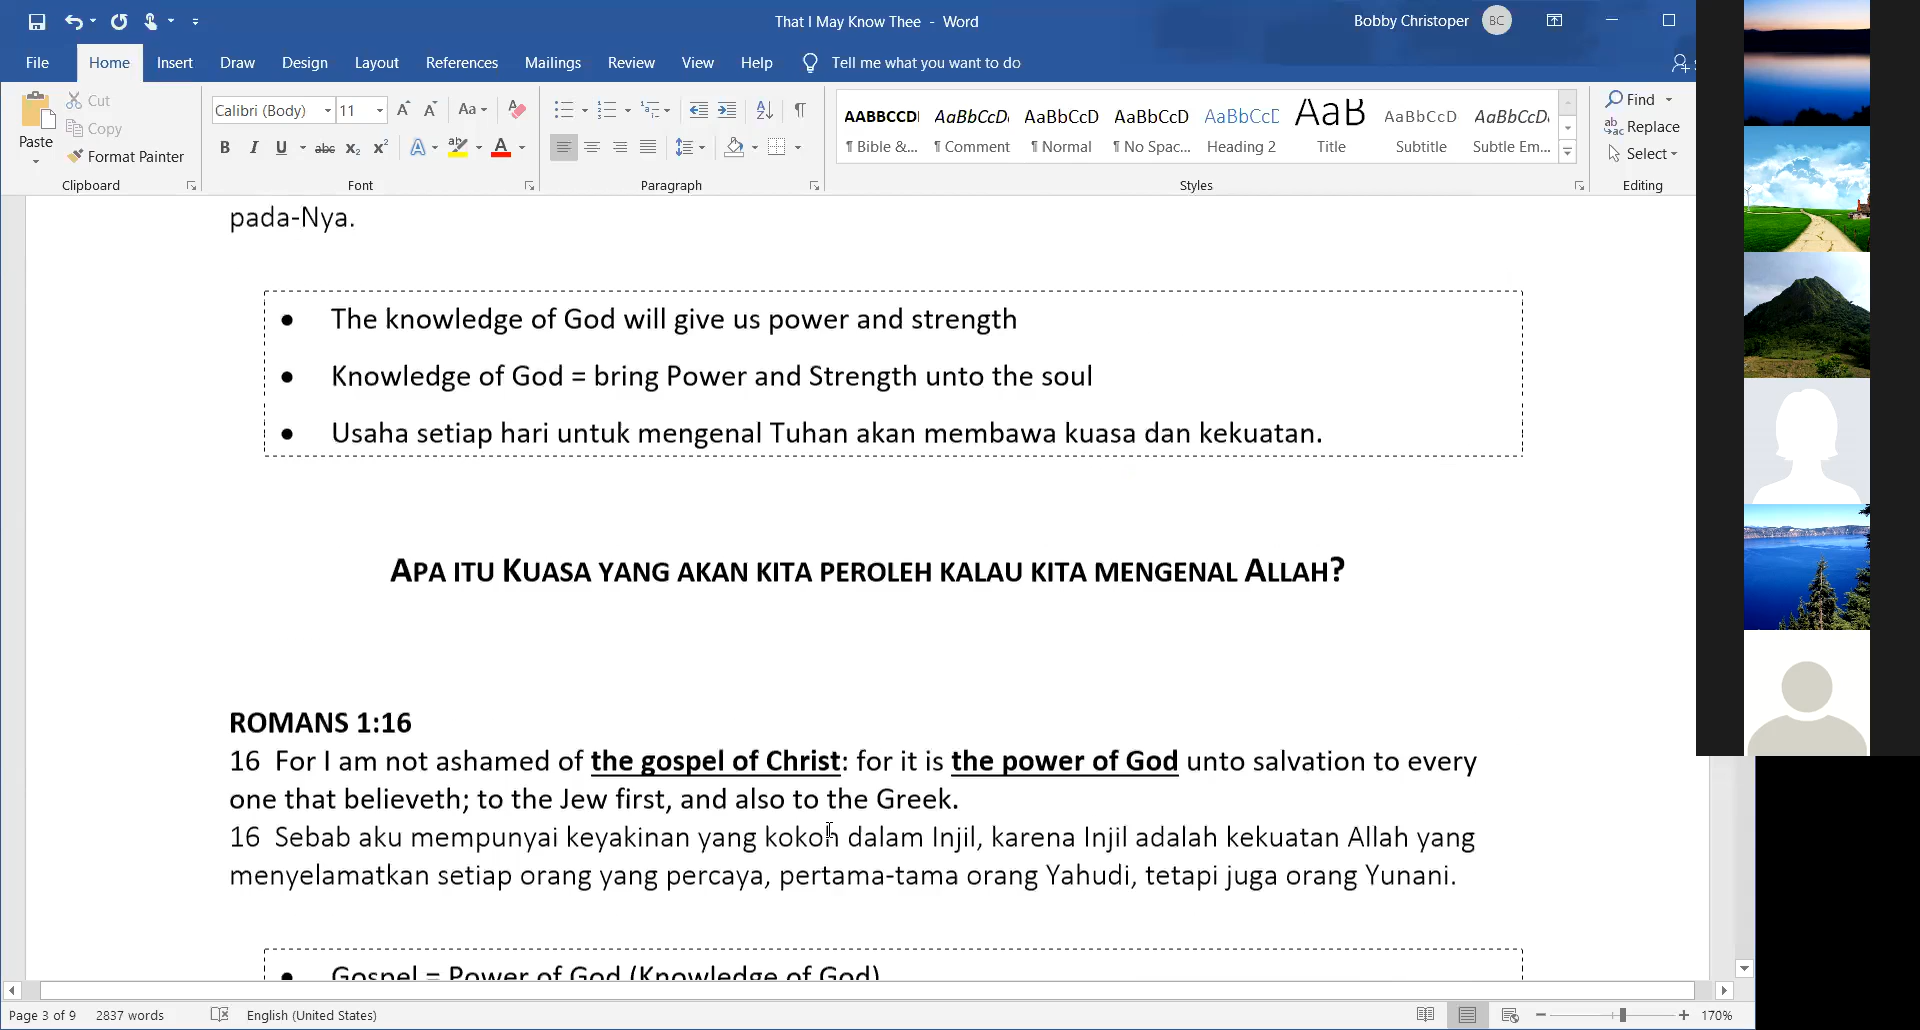 That I May Know Thee - Word
Bobby Christoper
BC
File Home Insert Draw Design Layout References Mailings Review View Help Tell me what you want to do
Paste
Cut
Copy
Format Painter
Clipboard
Calibri (Body) 11
Font
Paragraph
AABBCCDI AaBbCcDi AaBbCcD AaBbCcD AaBbCcD AaB AaBbCcD AaBbCcDi
¶ Bible &... ¶ Comment ¶ Normal ¶ No Spac... Heading 2 Title Subtitle Subtle Em...
Styles
Find
Replace
Select
Editing
pada-Nya.
• The knowledge of God will give us power and strength
• Knowledge of God = bring Power and Strength unto the soul
• Usaha setiap hari untuk mengenal Tuhan akan membawa kuasa dan kekuatan.
APA ITU KUASA YANG AKAN KITA PEROLEH KALAU KITA MENGENAL ALLAH?
ROMANS 1:16
16 For I am not ashamed of the gospel of Christ: for it is the power of God unto salvation to every
one that believeth; to the Jew first, and also to the Greek.
16 Sebab aku mempunyai keyakinan yang kokoh dalam Injil, karena Injil adalah kekuatan Allah yang
menyelamatkan setiap orang yang percaya, pertama-tama orang Yahudi, tetapi juga orang Yunani.
• Gospel = Power of God (Knowledge of God)
Page 3 of 9 2837 words English (United States) 170%